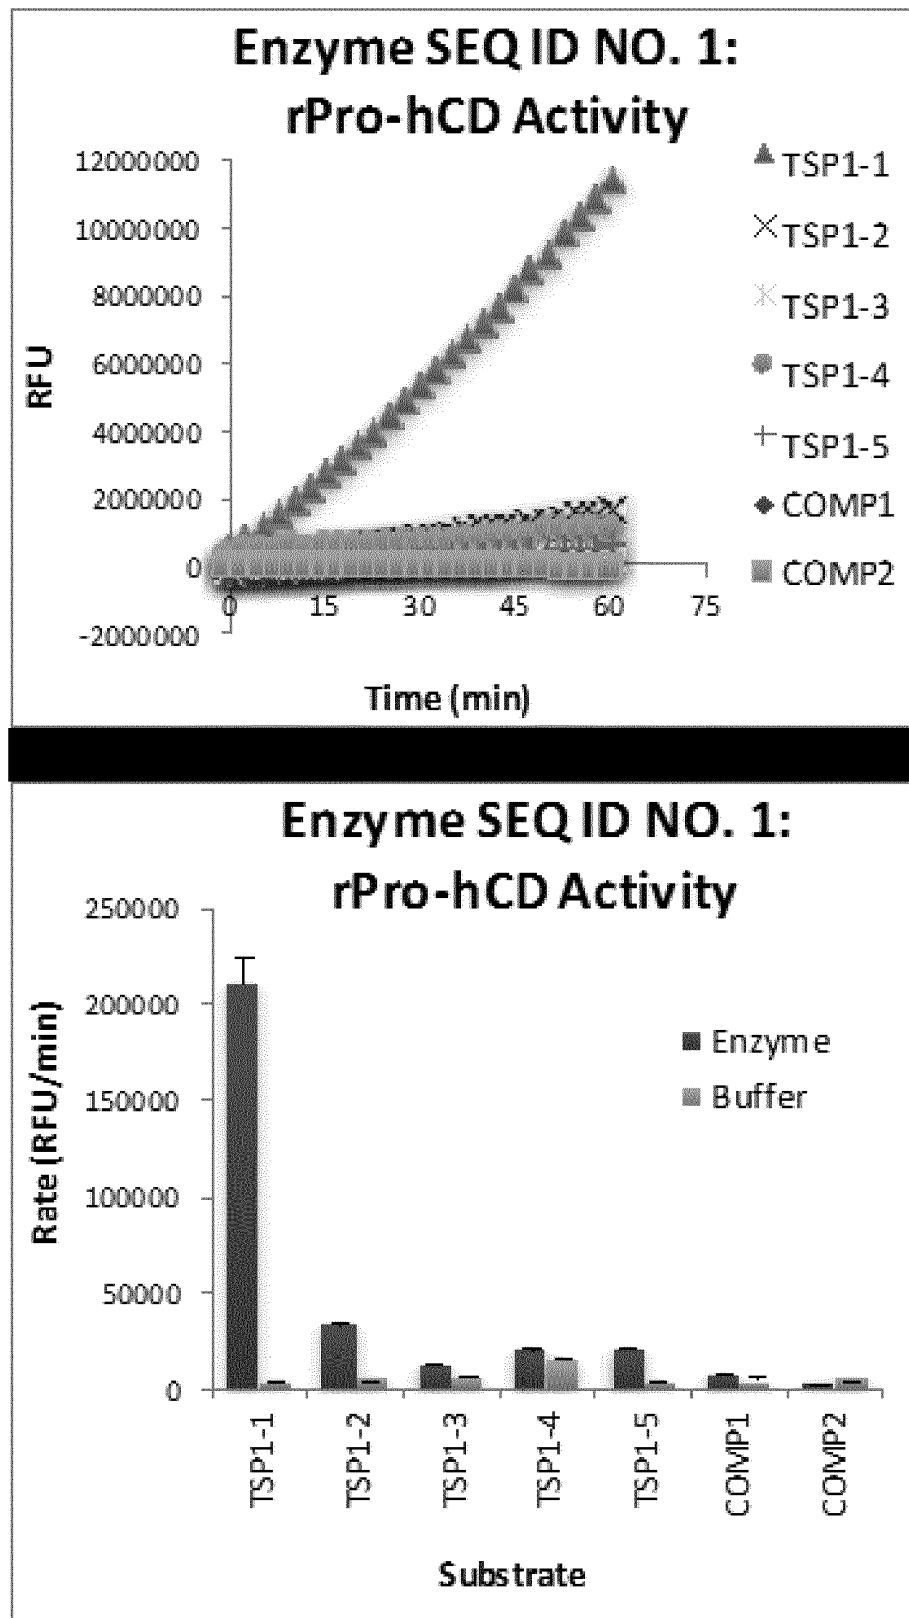 Enzyme SEQ ID NO. 1:
rPro-hCD Activity
12000000
10000000
8000000
6000000
4000000
2000000
0
-2000000
RFU
0 15 30 45 60 75
Time (min)
TSP1-1
TSP1-2
TSP1-3
TSP1-4
TSP1-5
COMP1
COMP2
Enzyme SEQ ID NO. 1:
rPro-hCD Activity
250000
200000
150000
100000
50000
0
Rate (RFU/min)
Enzyme
Buffer
TSP1-1
TSP1-2
TSP1-3
TSP1-4
TSP1-5
COMP1
COMP2
Substrate